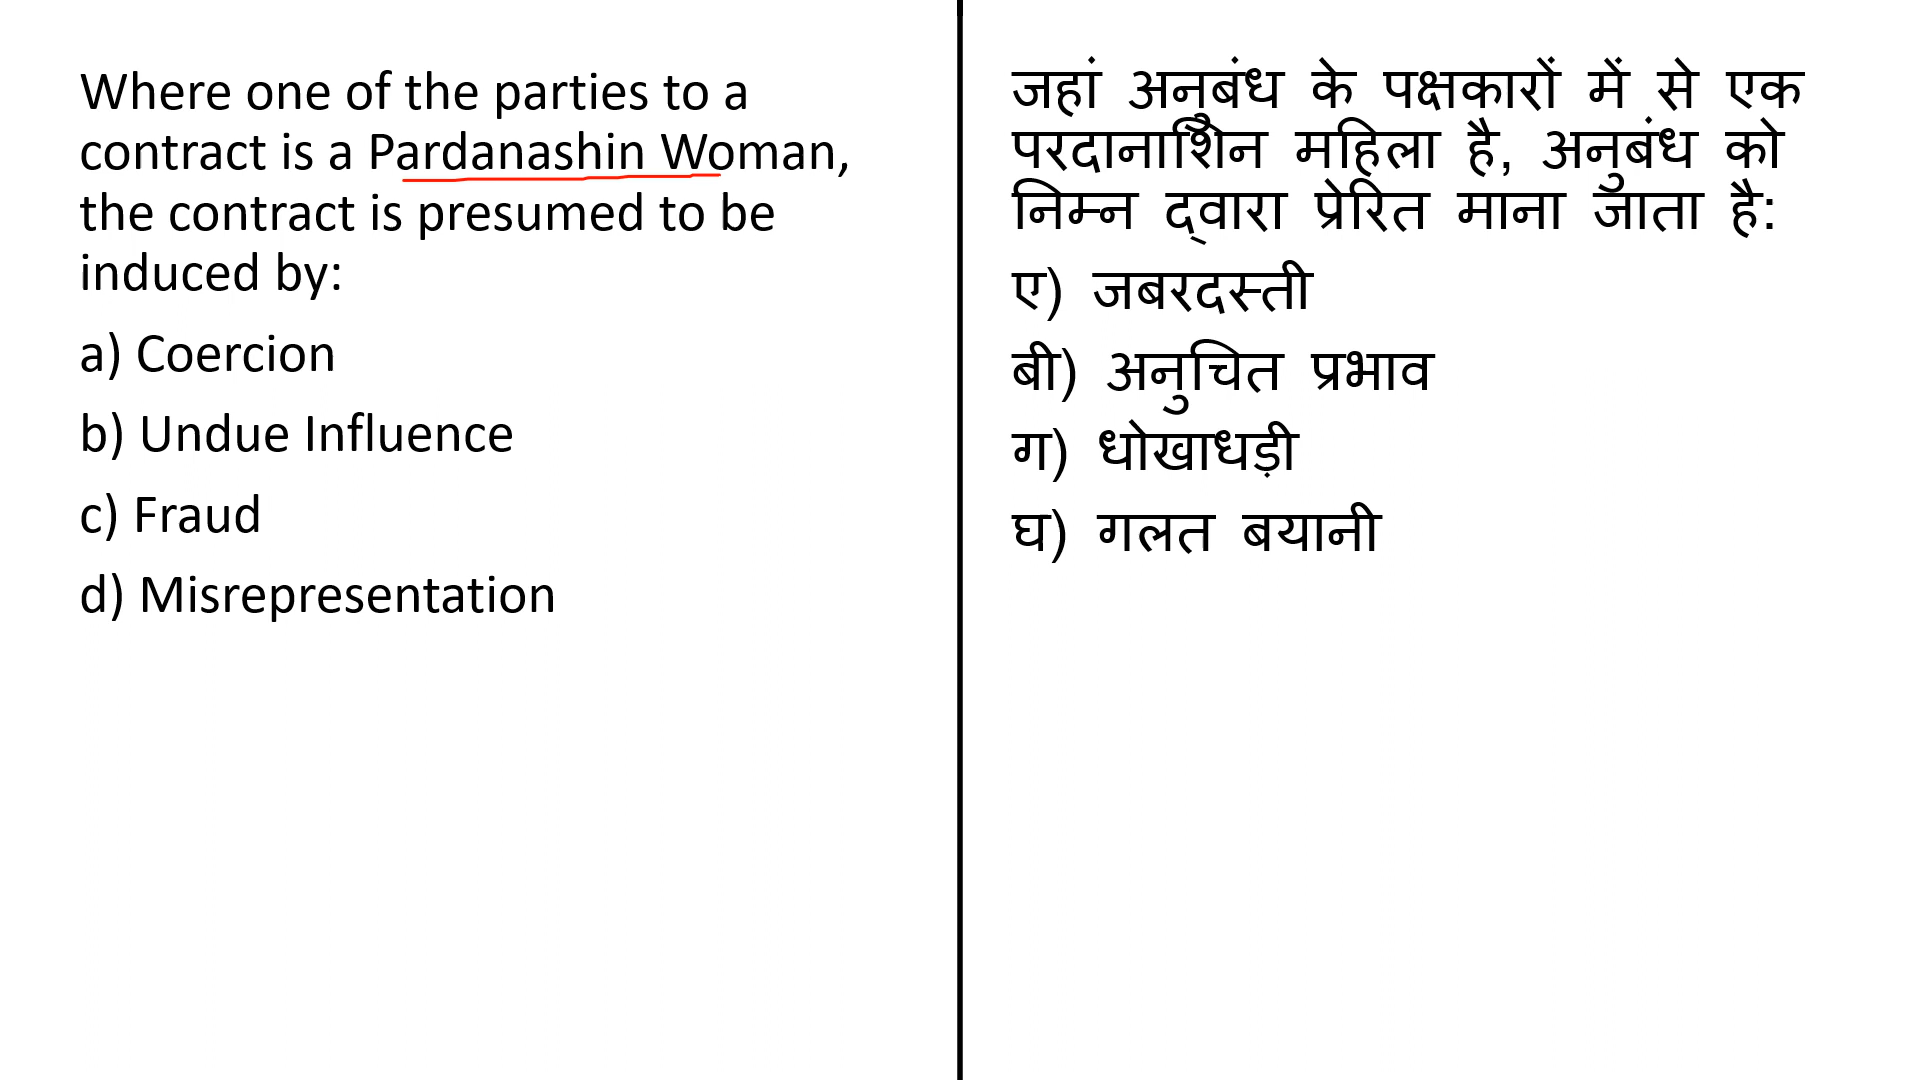 Where one of the parties to a
contract is a Pardanashin Woman,
the contract is presumed to be
induced by:
a) Coercion
b) Undue Influence
c) Fraud
d) Misrepresentation
जहां अनुबंध के पक्षकारों में से एक
परदानाशिन महिला है, अनुबंध को
निम्न द्वारा प्रेरित माना जाता है:
ए) जबरदस्ती
बी) अनुचित प्रभाव
ग) धोखाधड़ी
घ) गलत बयानी